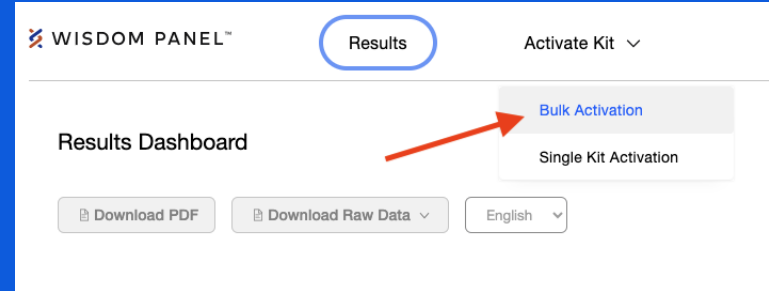 WISDOM PANEL™ Results Activate Kit
Bulk Activation
Results Dashboard
Single Kit Activation
Download PDF Download Raw Data English